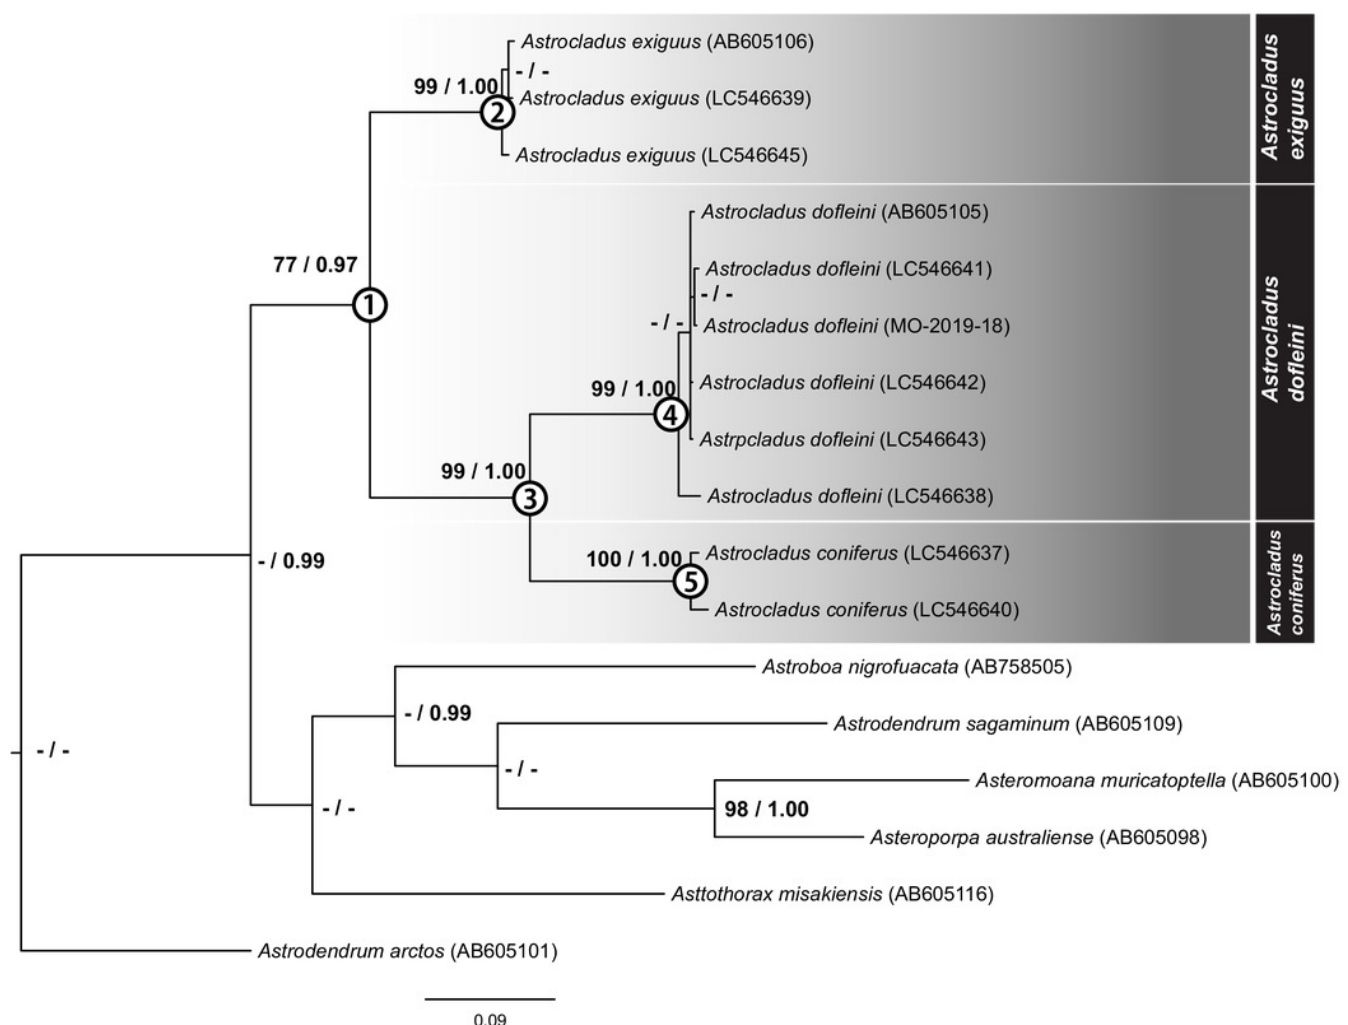 Astrocladus exiguus (AB605106)
- / -
99 / 1.00
Astrocladus exiguus (LC546639)
2
Astrocladus exiguus (LC546645)
Astrocladus
exiguus
Astrocladus dofleini (AB605105)
77 / 0.97
Astrocladus dofleini (LC546641)
- / -
1
- / -
Astrocladus dofleini (MO-2019-18)
Astrocladus dofleini (LC546642)
99 / 1.00
4
Astrpcladus dofleini (LC546643)
99 / 1.00
3
Astrocladus dofleini (LC546638)
Astrocladus
dofleini
Astrocladus coniferus (LC546637)
- / 0.99
100 / 1.00
5
Astrocladus coniferus (LC546640)
Astrocladus
coniferus
Astroboa nigrofuacata (AB758505)
- / 0.99
Astrodendrum sagaminum (AB605109)
- / -
- / -
Asteromoana muricatoptella (AB605100)
98 / 1.00
- / -
Asteroporpa australiense (AB605098)
Asttothorax misakiensis (AB605116)
Astrodendrum arctos (AB605101)
0.09